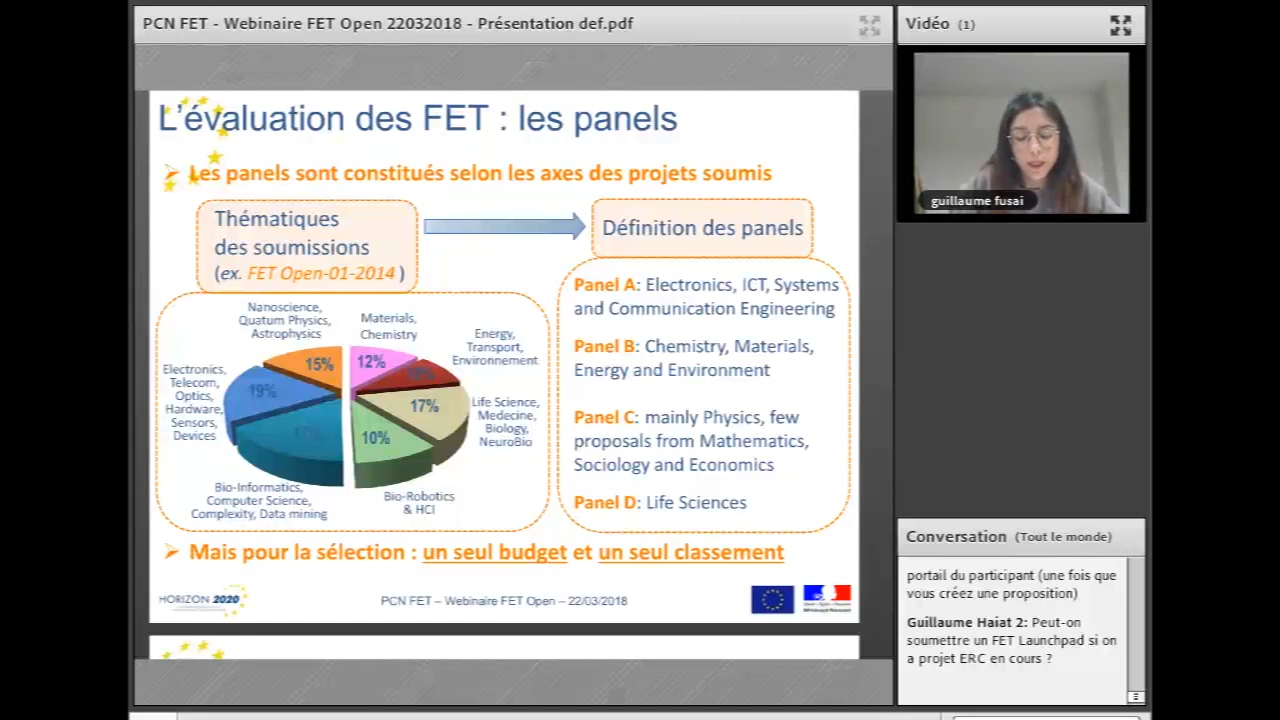 PCN FET - Webinaire FET Open 22032018 - Présentation def.pdf
L'évaluation des FET : les panels
Les panels sont constitués selon les axes des projets soumis
Thématiques
des soumissions
(ex. FET Open-01-2014 )
Définition des panels
Nanoscience,
Quatum Physics,
Astrophysics
Materials,
Chemistry
Energy,
Transport,
Environnement
Electronics,
Telecom,
Optics,
Hardware,
Sensors,
Devices
Life Science,
Medecine,
Biology,
NeuroBio
Bio-Informatics,
Computer Science,
Complexity, Data mining
Bio-Robotics
& HCI
15%
12%
19%
17%
10%
Panel A: Electronics, ICT, Systems
and Communication Engineering
Panel B: Chemistry, Materials,
Energy and Environment
Panel C: mainly Physics, few
proposals from Mathematics,
Sociology and Economics
Panel D: Life Sciences
Mais pour la sélection : un seul budget et un seul classement
HORIZON 2020
PCN FET – Webinaire FET Open – 22/03/2018
Vidéo (1)
guillaume fusai
Conversation (Tout le monde)
portail du participant (une fois que
vous créez une proposition)
Guillaume Haiat 2: Peut-on
soumettre un FET Launchpad si on
a projet ERC en cours ?